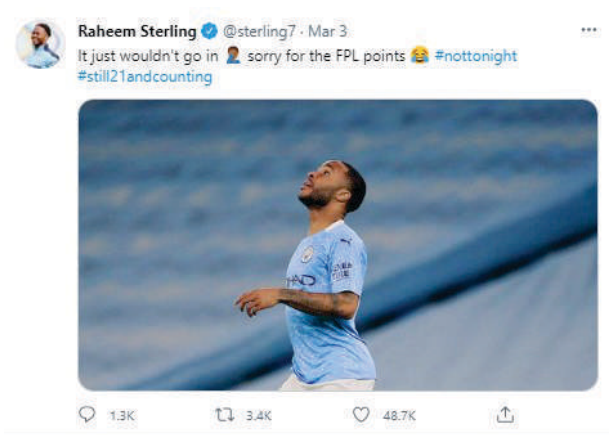 Raheem Sterling @sterling7 · Mar 3
It just wouldn't go in 🤦🏾‍♂️ sorry for the FPL points 😂 #nottonight
#still21andcounting
1.3K 3.4K 48.7K